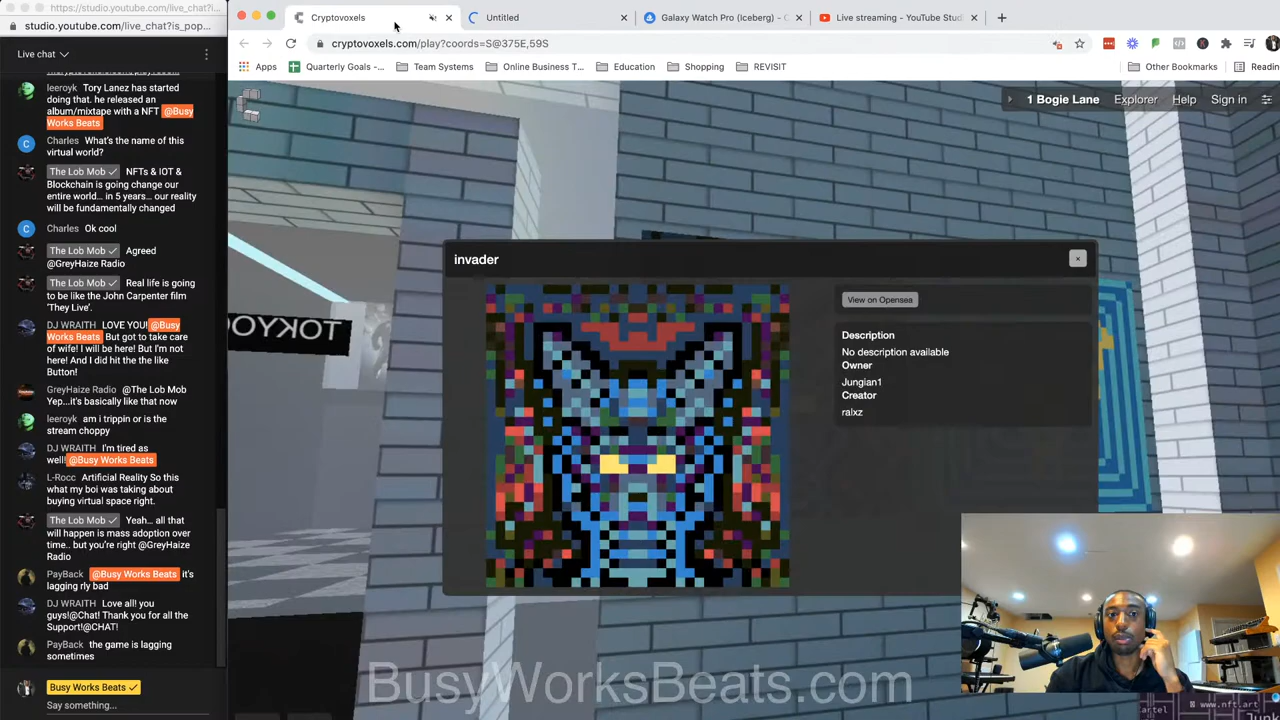 https://studio.youtube.com/live_chat?i
studio.youtube.com/live_chat?is_pop...
Live chat
leeroyk Tory Lanez has started
doing that. he released an
album/mixtape with a NFT @Busy
Works Beats
Charles What's the name of this
virtual world?
The Lob Mob NFTs & IOT &
Blockchain is going change our
entire world... in 5 years... our reality
will be fundamentally changed
Charles Ok cool
The Lob Mob Agreed
@GreyHaize Radio
The Lob Mob Real life is going
to be like the John Carpenter film
'They Live'.
DJ WRAITH LOVE YOU! @Busy
Works Beats But got to take care
of wife! I will be here! But I'm not
here! And I did hit the the like
Button!
GreyHaize Radio @The Lob Mob
Yep...it's basically like that now
leeroyk am i trippin or is the
stream choppy
DJ WRAITH I'm tired as
well! @Busy Works Beats
L-Rocc Artificial Reality So this
what my boi was taking about
buying virtual space right.
The Lob Mob Yeah... all that
will happen is mass adoption over
time.. but you're right @GreyHaize
Radio
PayBack @Busy Works Beats it's
lagging rly bad
DJ WRAITH Love all! you
guys!@Chat! Thank you for all the
Support!@CHAT!
PayBack the game is lagging
sometimes
Busy Works Beats
Say something...
Cryptovoxels
Untitled
Galaxy Watch Pro (Iceberg) - C
Live streaming - YouTube Studi
cryptovoxels.com/play?coords=S@375E,59S
Apps
Quarterly Goals -...
Team Systems
Online Business T...
Education
Shopping
REVISIT
Other Bookmarks
Readin
1 Bogie Lane
Explorer
Help
Sign in
TOKYO
invader
×
View on Opensea
Description
No description available
Owner
Jungian1
Creator
raixz
BusyWorksBeats.com
www.nft.art